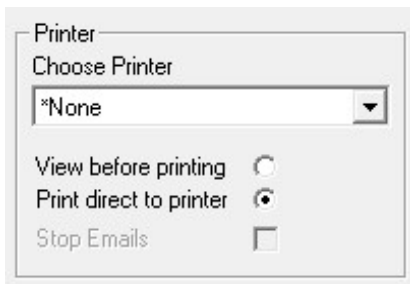 Printer
Choose Printer
*None
View before printing
Print direct to printer
Stop Emails